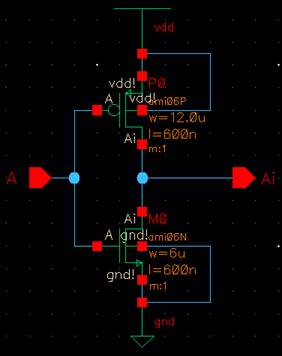 vdd
P0
vdd!
A
vdd!
ami06P
w=12.0u
Ai
l=600n
m:1
A
Ai
Ai
M0
A
gnd!
ami06N
w=6u
l=600n
gnd!
m:1
gnd